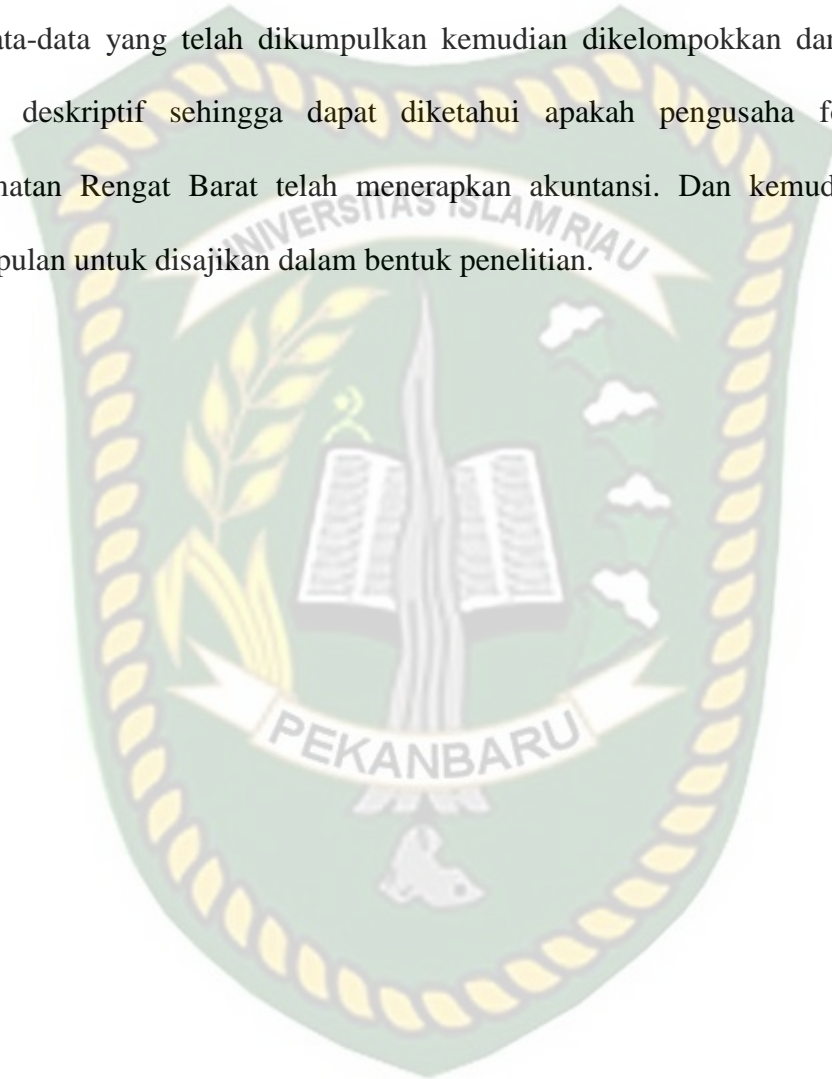 ata-data yang telah dikumpulkan kemudian dikelompokkan dan
deskriptif sehingga dapat diketahui apakah pengusaha fo
natan Rengat Barat telah menerapkan akuntansi. Dan kemud
pulan untuk disajikan dalam bentuk penelitian.
UNIVERSITAS ISLAM RIAU
PEKANBARU